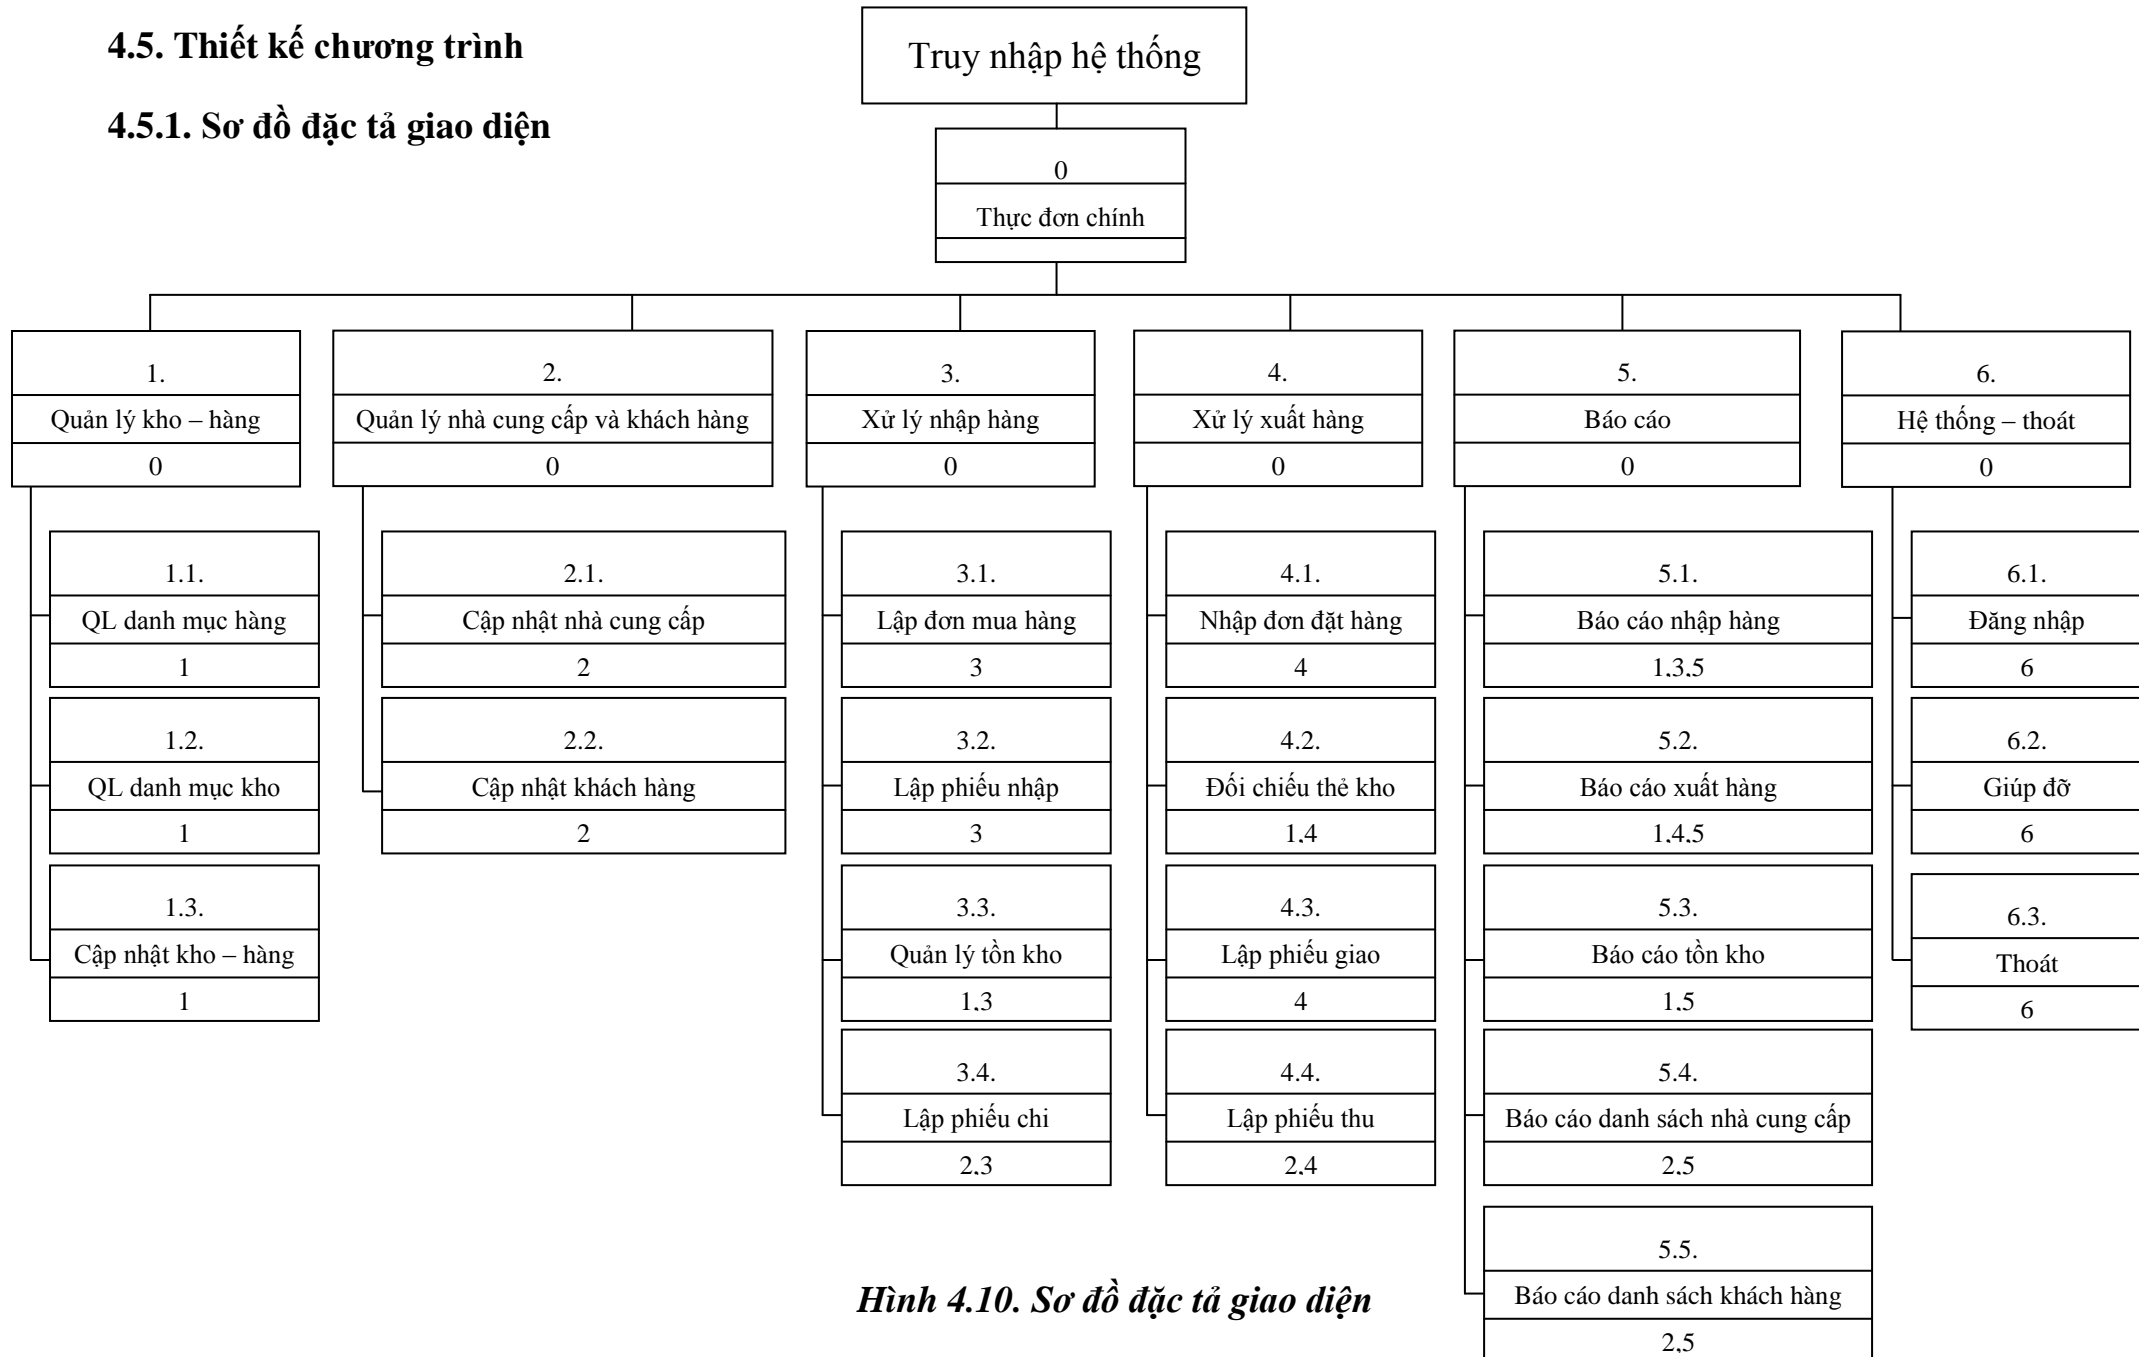 4.5. Thiết kế chương trình
4.5.1. Sơ đồ đặc tả giao diện
Truy nhập hệ thống
0
Thực đơn chính
1.
Quản lý kho – hàng
0
2.
Quản lý nhà cung cấp và khách hàng
0
3.
Xử lý nhập hàng
0
4.
Xử lý xuất hàng
0
5.
Báo cáo
0
6.
Hệ thống – thoát
0
1.1.
QL danh mục hàng
1
1.2.
QL danh mục kho
1
1.3.
Cập nhật kho – hàng
1
2.1.
Cập nhật nhà cung cấp
2
2.2.
Cập nhật khách hàng
2
3.1.
Lập đơn mua hàng
3
3.2.
Lập phiếu nhập
3
3.3.
Quản lý tồn kho
1,3
3.4.
Lập phiếu chi
2,3
4.1.
Nhập đơn đặt hàng
4
4.2.
Đối chiếu thẻ kho
1,4
4.3.
Lập phiếu giao
4
4.4.
Lập phiếu thu
2,4
5.1.
Báo cáo nhập hàng
1,3,5
5.2.
Báo cáo xuất hàng
1,4,5
5.3.
Báo cáo tồn kho
1,5
5.4.
Báo cáo danh sách nhà cung cấp
2,5
5.5.
Báo cáo danh sách khách hàng
2,5
6.1.
Đăng nhập
6
6.2.
Giúp đỡ
6
6.3.
Thoát
6
Hình 4.10. Sơ đồ đặc tả giao diện